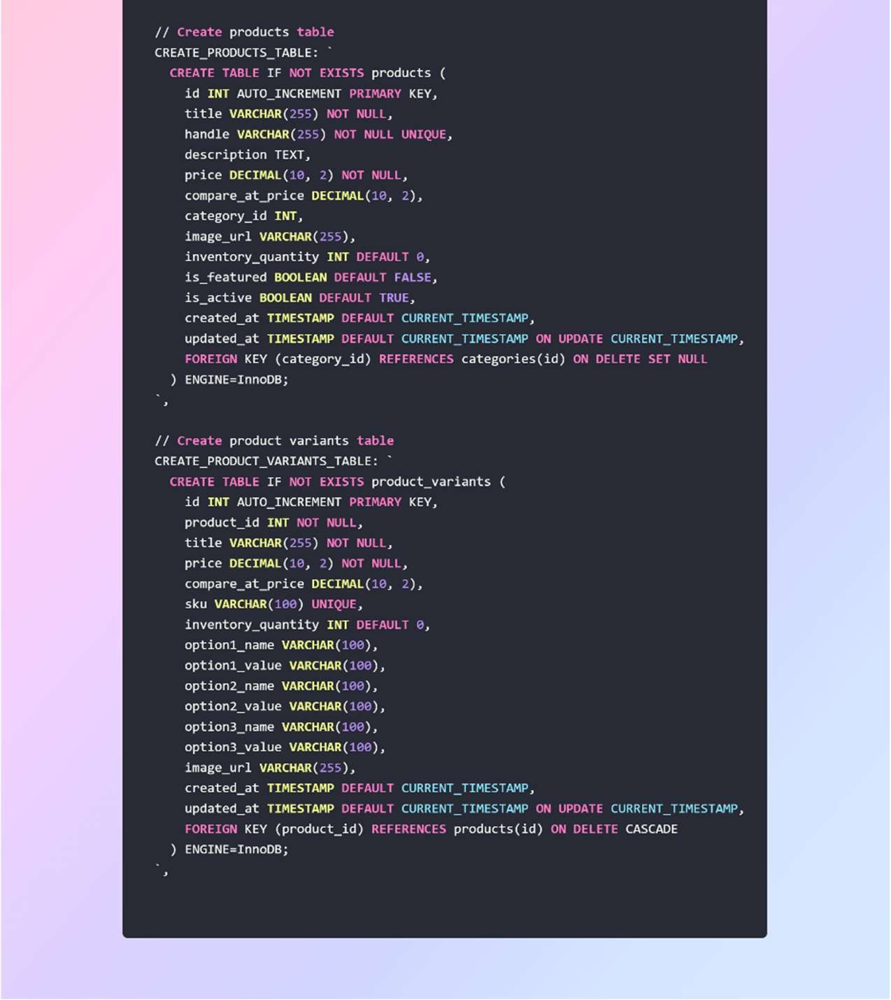 // Create products table
CREATE_PRODUCTS_TABLE: `
  CREATE TABLE IF NOT EXISTS products (
    id INT AUTO_INCREMENT PRIMARY KEY,
    title VARCHAR(255) NOT NULL,
    handle VARCHAR(255) NOT NULL UNIQUE,
    description TEXT,
    price DECIMAL(10, 2) NOT NULL,
    compare_at_price DECIMAL(10, 2),
    category_id INT,
    image_url VARCHAR(255),
    inventory_quantity INT DEFAULT 0,
    is_featured BOOLEAN DEFAULT FALSE,
    is_active BOOLEAN DEFAULT TRUE,
    created_at TIMESTAMP DEFAULT CURRENT_TIMESTAMP,
    updated_at TIMESTAMP DEFAULT CURRENT_TIMESTAMP ON UPDATE CURRENT_TIMESTAMP,
    FOREIGN KEY (category_id) REFERENCES categories(id) ON DELETE SET NULL
  ) ENGINE=InnoDB;
`,

// Create product variants table
CREATE_PRODUCT_VARIANTS_TABLE: `
  CREATE TABLE IF NOT EXISTS product_variants (
    id INT AUTO_INCREMENT PRIMARY KEY,
    product_id INT NOT NULL,
    title VARCHAR(255) NOT NULL,
    price DECIMAL(10, 2) NOT NULL,
    compare_at_price DECIMAL(10, 2),
    sku VARCHAR(100) UNIQUE,
    inventory_quantity INT DEFAULT 0,
    option1_name VARCHAR(100),
    option1_value VARCHAR(100),
    option2_name VARCHAR(100),
    option2_value VARCHAR(100),
    option3_name VARCHAR(100),
    option3_value VARCHAR(100),
    image_url VARCHAR(255),
    created_at TIMESTAMP DEFAULT CURRENT_TIMESTAMP,
    updated_at TIMESTAMP DEFAULT CURRENT_TIMESTAMP ON UPDATE CURRENT_TIMESTAMP,
    FOREIGN KEY (product_id) REFERENCES products(id) ON DELETE CASCADE
  ) ENGINE=InnoDB;
`,